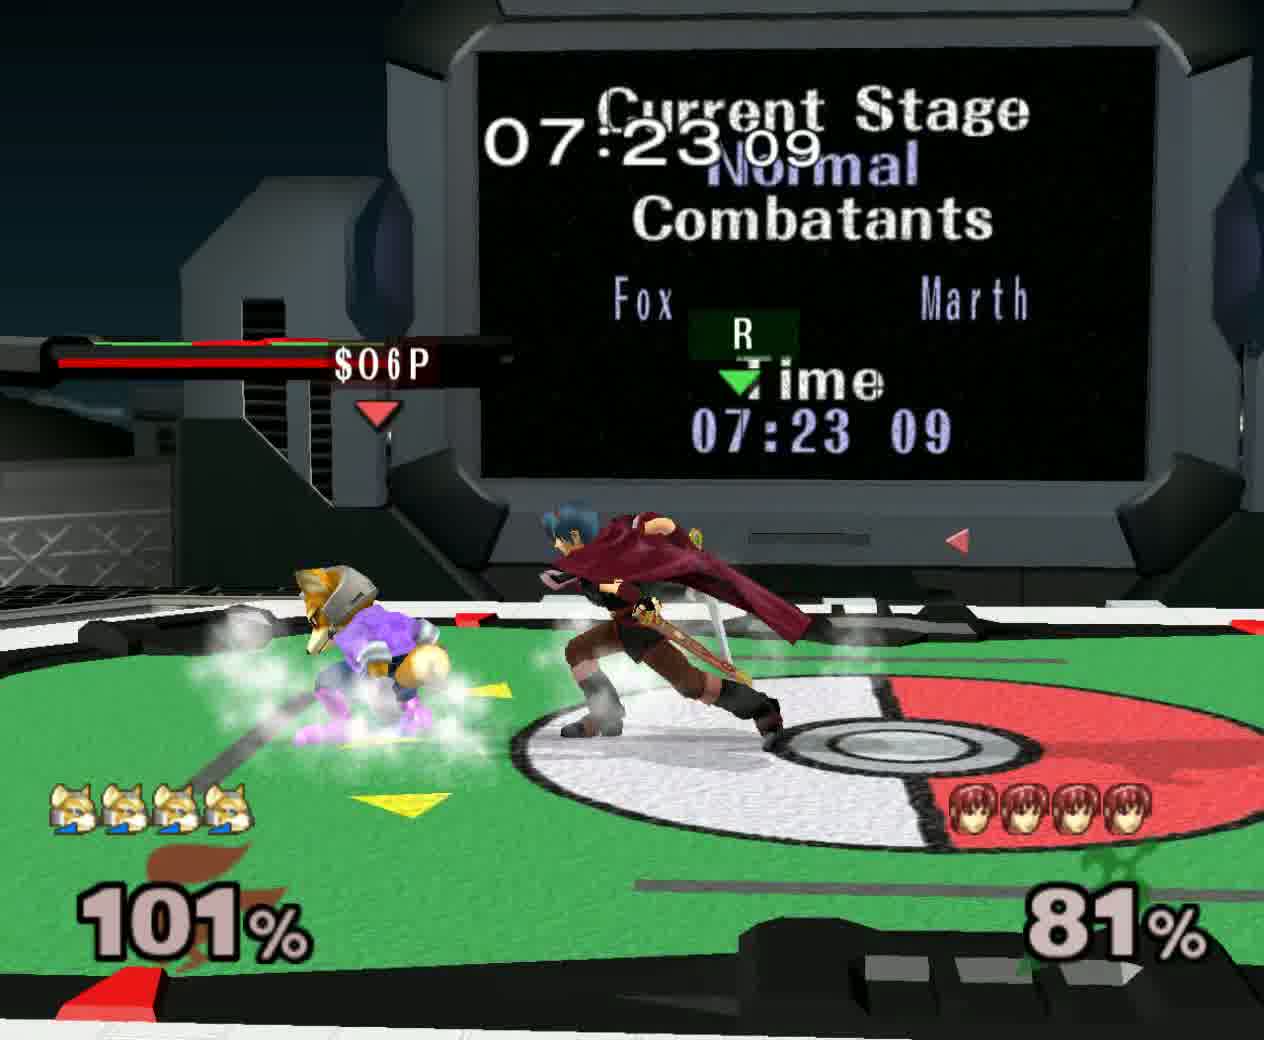 Current Stage
07:23 09
Normal
Combatants
Fox Marth
R
Time
$06P
07:23 09
101%
81%